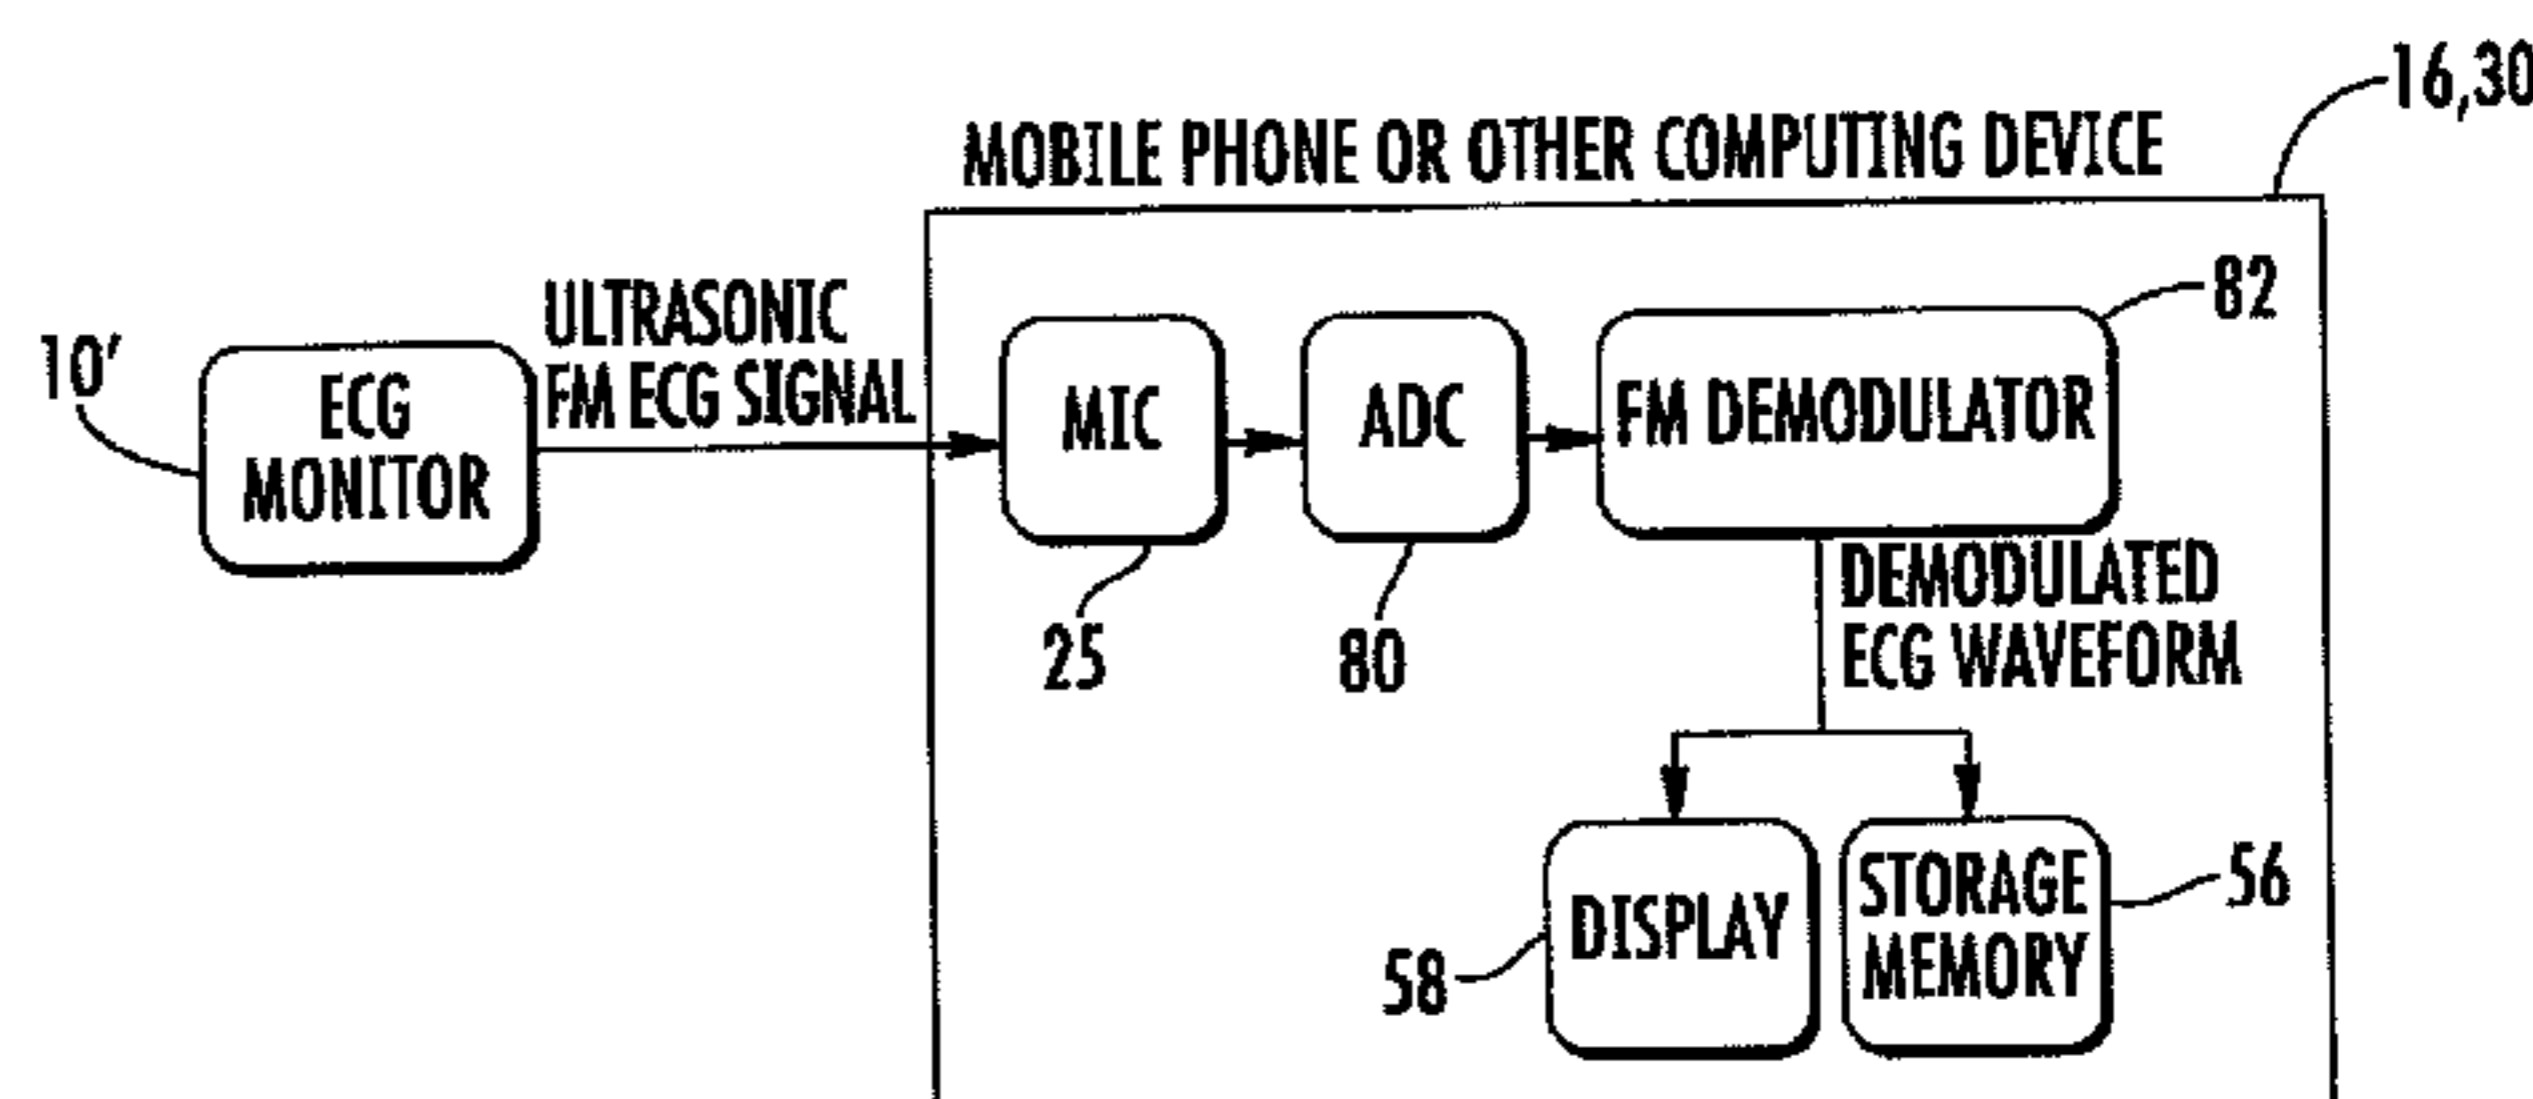 16,30
MOBILE PHONE OR OTHER COMPUTING DEVICE
82
10'
ECG
MONITOR
ULTRASONIC
FM ECG SIGNAL
MIC
ADC
FM DEMODULATOR
25
80
DEMODULATED
ECG WAVEFORM
58
DISPLAY
STORAGE
MEMORY
56